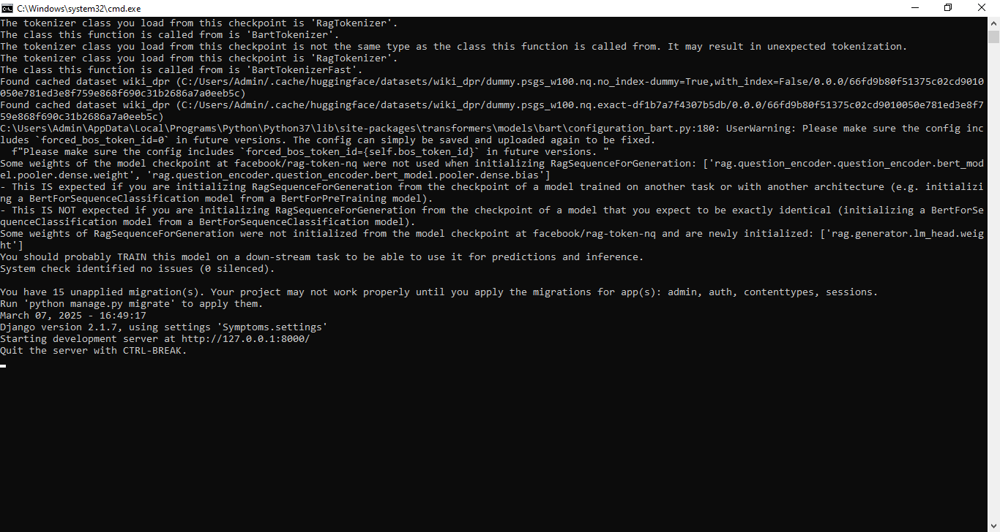 C:\Windows\system32\cmd.exe
The tokenizer class you load from this checkpoint is 'RagTokenizer'.
The class this function is called from is 'BartTokenizer'.
The tokenizer class you load from this checkpoint is not the same type as the class this function is called from. It may result in unexpected tokenization.
The tokenizer class you load from this checkpoint is 'RagTokenizer'.
The class this function is called from is 'BartTokenizerFast'.
Found cached dataset wiki_dpr (C:/Users/Admin/.cache/huggingface/datasets/wiki_dpr/dummy.psgs_w100.nq.no_index-dummy=True,with_index=False/0.0.0/66fd9b80f51375c02cd9010
050e781ed3e8f759e868f690c31b2686a7a0eeb5c)
Found cached dataset wiki_dpr (C:/Users/Admin/.cache/huggingface/datasets/wiki_dpr/dummy.psgs_w100.nq.exact-df1b7a7f4307b5db/0.0.0/66fd9b80f51375c02cd9010050e781ed3e8f7
59e868f690c31b2686a7a0eeb5c)
C:\Users\Admin\AppData\Local\Programs\Python\Python37\lib\site-packages\transformers\models\bart\configuration_bart.py:180: UserWarning: Please make sure the config inc
ludes `forced_bos_token_id=0` in future versions. The config can simply be saved and uploaded again to be fixed.
  f"Please make sure the config includes `forced_bos_token_id={self.bos_token_id}` in future versions. "
Some weights of the model checkpoint at facebook/rag-token-nq were not used when initializing RagSequenceForGeneration: ['rag.question_encoder.question_encoder.bert_mod
el.pooler.dense.weight', 'rag.question_encoder.question_encoder.bert_model.pooler.dense.bias']
- This IS expected if you are initializing RagSequenceForGeneration from the checkpoint of a model trained on another task or with another architecture (e.g. initializi
ng a BertForSequenceClassification model from a BertForPreTraining model).
- This IS NOT expected if you are initializing RagSequenceForGeneration from the checkpoint of a model that you expect to be exactly identical (initializing a BertForSe
quenceClassification model from a BertForSequenceClassification model).
Some weights of RagSequenceForGeneration were not initialized from the model checkpoint at facebook/rag-token-nq and are newly initialized: ['rag.generator.lm_head.weig
ht']
You should probably TRAIN this model on a down-stream task to be able to use it for predictions and inference.
System check identified no issues (0 silenced).
You have 15 unapplied migration(s). Your project may not work properly until you apply the migrations for app(s): admin, auth, contenttypes, sessions.
Run 'python manage.py migrate' to apply them.
March 07, 2025 - 16:49:17
Django version 2.1.7, using settings 'Symptoms.settings'
Starting development server at http://127.0.0.1:8000/
Quit the server with CTRL-BREAK.